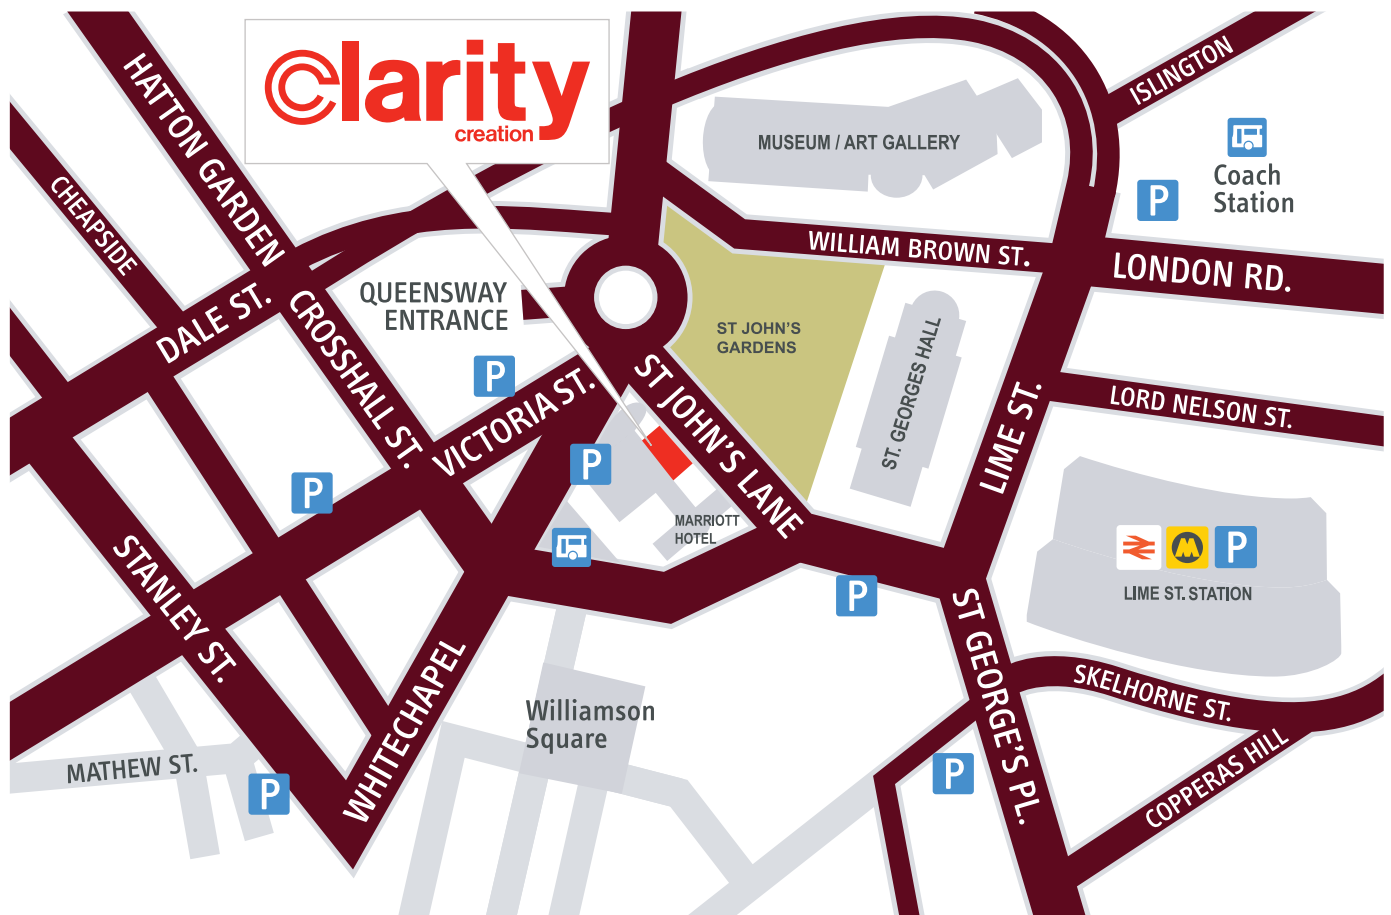 Clarity
creation
HATTON GARDEN
CHEAPSIDE
DALE ST.
CROSSHALL ST.
QUEENSWAY
ENTRANCE
P
VICTORIA ST.
P
P
ST JOHN'S LANE
MARRIOTT
HOTEL
ST JOHN'S
GARDENS
MUSEUM / ART GALLERY
WILLIAM BROWN ST.
ST. GEORGES HALL
ISLINGTON
Coach
Station
P
LONDON RD.
LIME ST.
LORD NELSON ST.
P
LIME ST. STATION
P
ST GEORGE'S PL.
SKELHORNE ST.
COPPERAS HILL
P
STANLEY ST.
WHITECHAPEL
Williamson
Square
MATHEW ST.
P